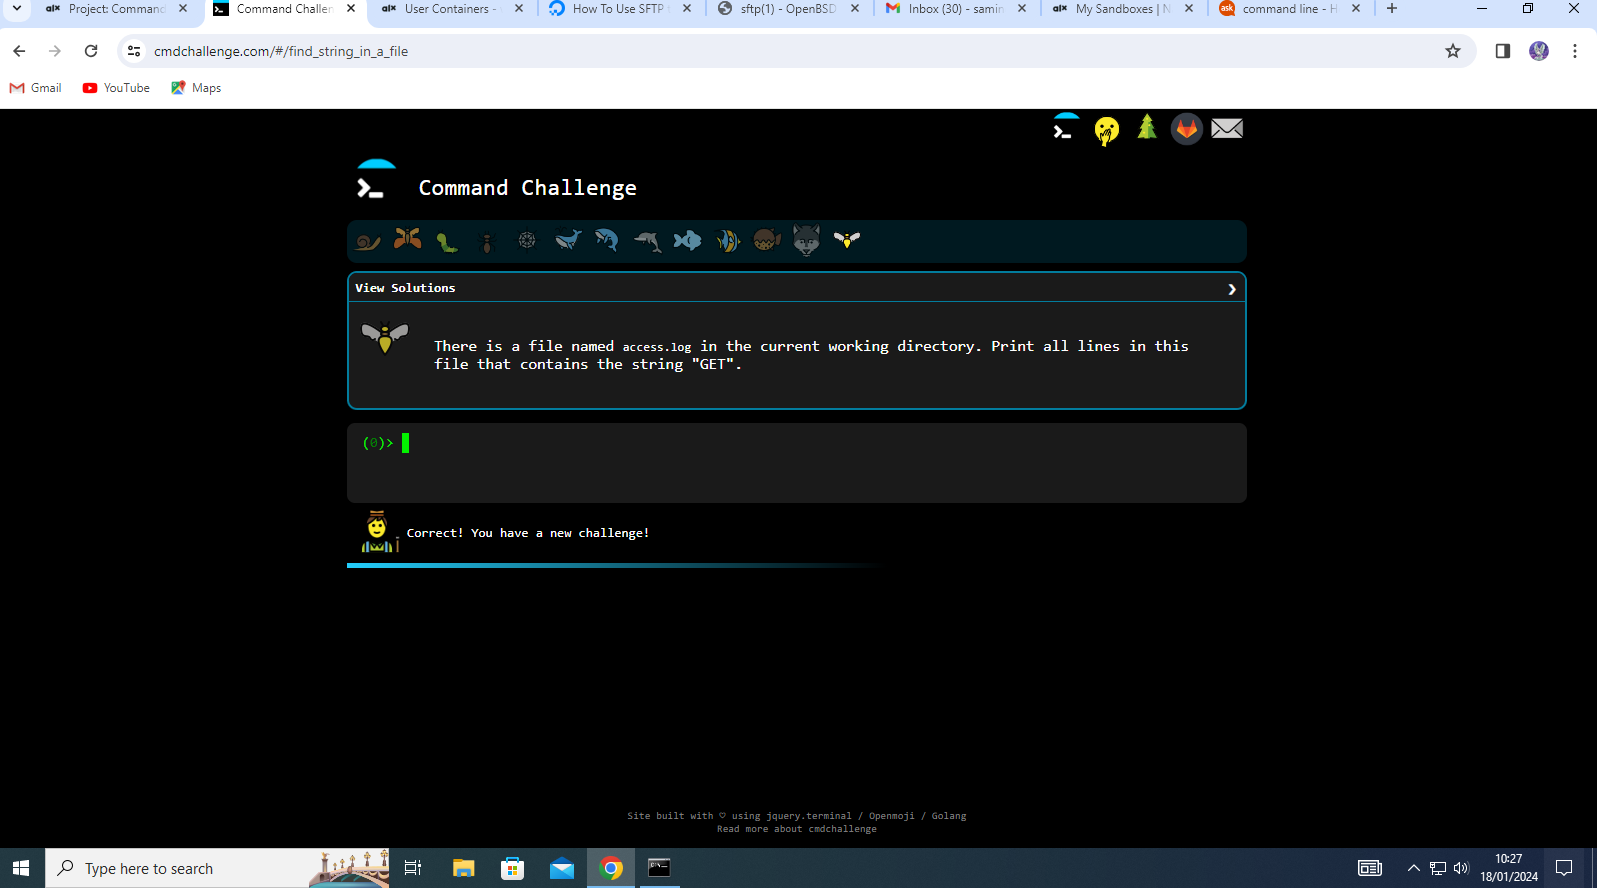 Project: Command
Command Challen
User Containers -
How To Use SFTP
sftp(1) - OpenBSD
Inbox (30) - samin
My Sandboxes | N
command line - H
cmdchallenge.com/#/find_string_in_a_file
Gmail
YouTube
Maps
Command Challenge
View Solutions
There is a file named access.log in the current working directory. Print all lines in this
file that contains the string "GET".
(0)>
Correct! You have a new challenge!
Site built with ♡ using jquery.terminal / Openmoji / Golang
Read more about cmdchallenge
Type here to search
10:27
18/01/2024